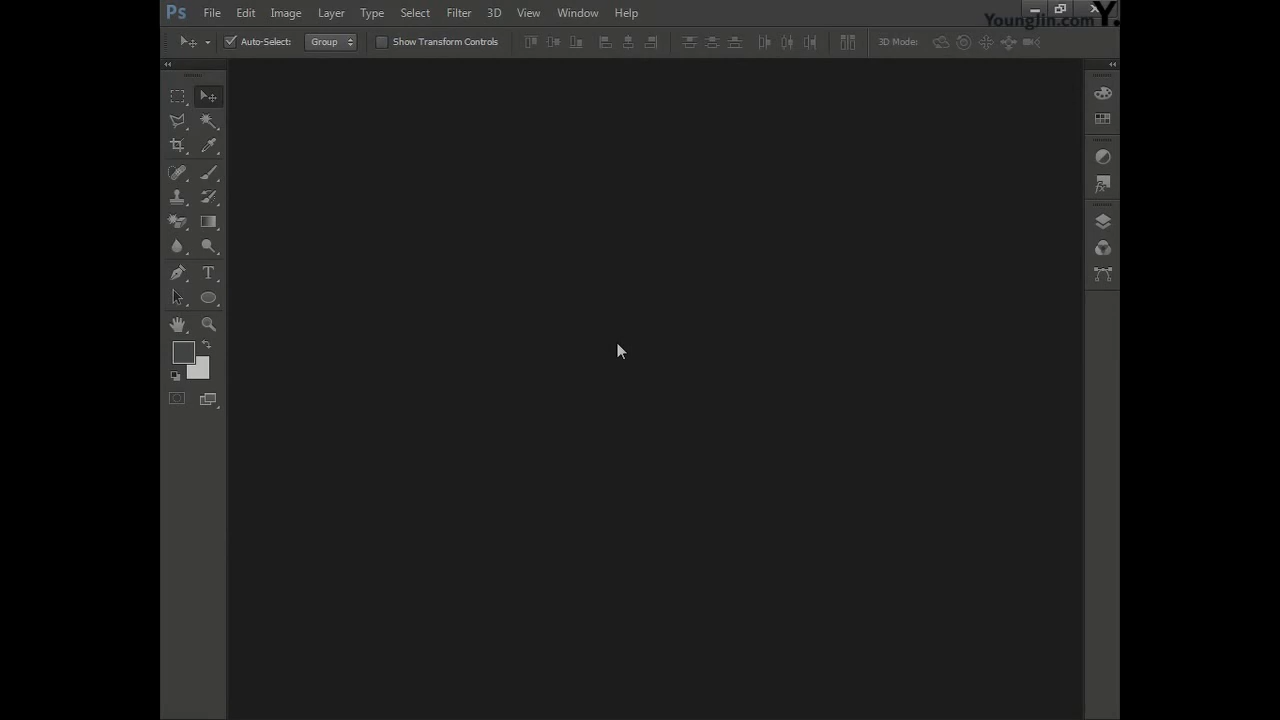 Ps File Edit Image Layer Type Select Filter 3D View Window Help
YoungJin.com Y.
Auto-Select: Group Show Transform Controls 3D Mode:
T